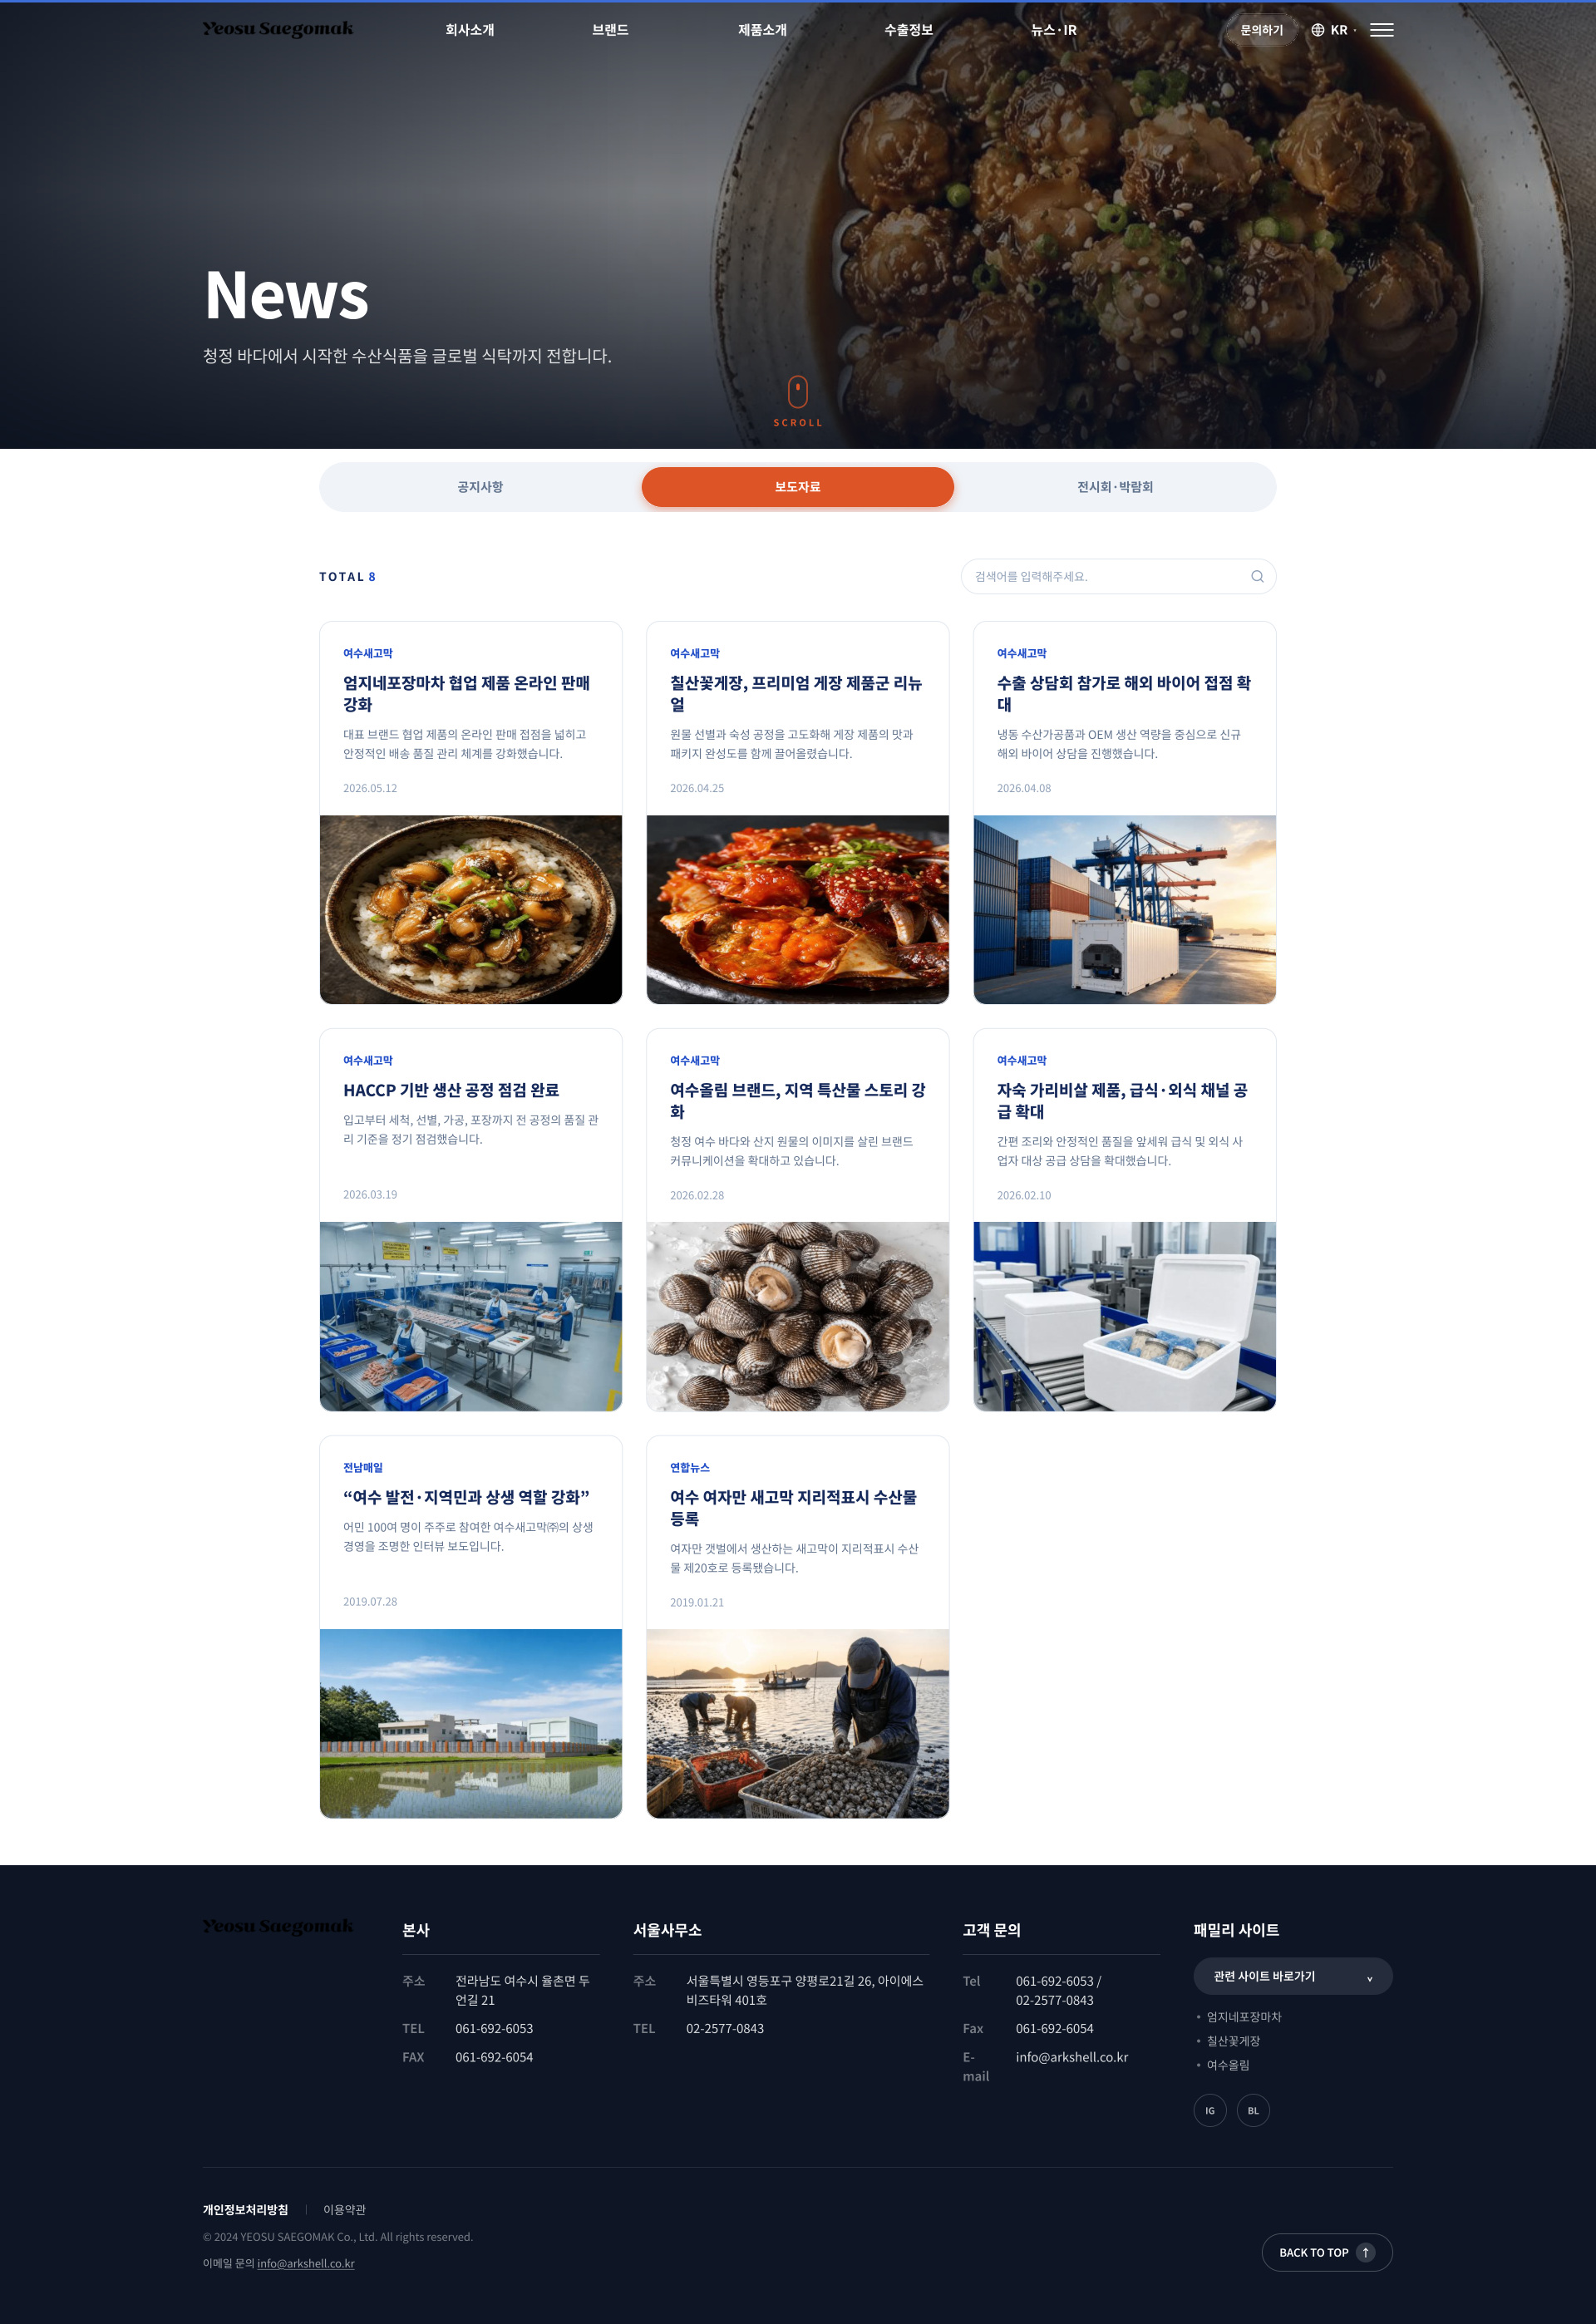 Yeosu Saegomak
회사소개
브랜드
제품소개
수출정보
뉴스·IR
문의하기
KR
News
청정 바다에서 시작한 수산식품을 글로벌 식탁까지 전합니다.
SCROLL
공지사항
보도자료
전시회·박람회
TOTAL 8
검색어를 입력해주세요.
여수새고막
엄지네포장마차 협업 제품 온라인 판매
강화
대표 브랜드 협업 제품의 온라인 판매 접점을 넓히고
안정적인 배송 품질 관리 체계를 강화했습니다.
2026.05.12
여수새고막
칠산꽃게장, 프리미엄 게장 제품군 리뉴
얼
원물 선별과 숙성 공정을 고도화해 게장 제품의 맛과
패키지 완성도를 함께 끌어올렸습니다.
2026.04.25
여수새고막
수출 상담회 참가로 해외 바이어 접점 확
대
냉동 수산가공품과 OEM 생산 역량을 중심으로 신규
해외 바이어 상담을 진행했습니다.
2026.04.08
여수새고막
HACCP 기반 생산 공정 점검 완료
입고부터 세척, 선별, 가공, 포장까지 전 공정의 품질 관
리 기준을 정기 점검했습니다.
2026.03.19
여수새고막
여수올림 브랜드, 지역 특산물 스토리 강
화
청정 여수 바다와 산지 원물의 이미지를 살린 브랜드
커뮤니케이션을 확대하고 있습니다.
2026.02.28
여수새고막
자숙 가리비살 제품, 급식·외식 채널 공
급 확대
간편 조리와 안정적인 품질을 앞세워 급식 및 외식 사
업자 대상 공급 상담을 확대했습니다.
2026.02.10
전남매일
“여수 발전·지역민과 상생 역할 강화”
어민 100여 명이 주주로 참여한 여수새고막㈜의 상생
경영을 조명한 인터뷰 보도입니다.
2019.07.28
연합뉴스
여수 여자만 새고막 지리적표시 수산물
등록
여자만 갯벌에서 생산하는 새고막이 지리적표시 수산
물 제20호로 등록됐습니다.
2019.01.21
Yeosu Saegomak
본사
주소 전라남도 여수시 율촌면 두
언길 21
TEL 061-692-6053
FAX 061-692-6054
서울사무소
주소 서울특별시 영등포구 양평로21길 26, 아이에스
비즈타워 401호
TEL 02-2577-0843
고객 문의
Tel 061-692-6053 /
02-2577-0843
Fax 061-692-6054
E- info@arkshell.co.kr
mail
패밀리 사이트
관련 사이트 바로가기
• 엄지네포장마차
• 칠산꽃게장
• 여수올림
IG
BL
개인정보처리방침
이용약관
© 2024 YEOSU SAEGOMAK Co., Ltd. All rights reserved.
이메일 문의 info@arkshell.co.kr
BACK TO TOP ↑